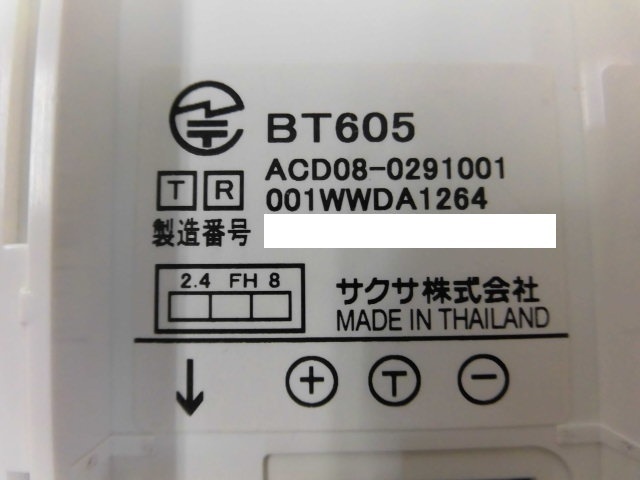 BT605
T ACD08-0291001
R 001WWDA1264
製造番号
2.4 FH 8
サクサ株式会社
MADE IN THAILAND
↓ + T −